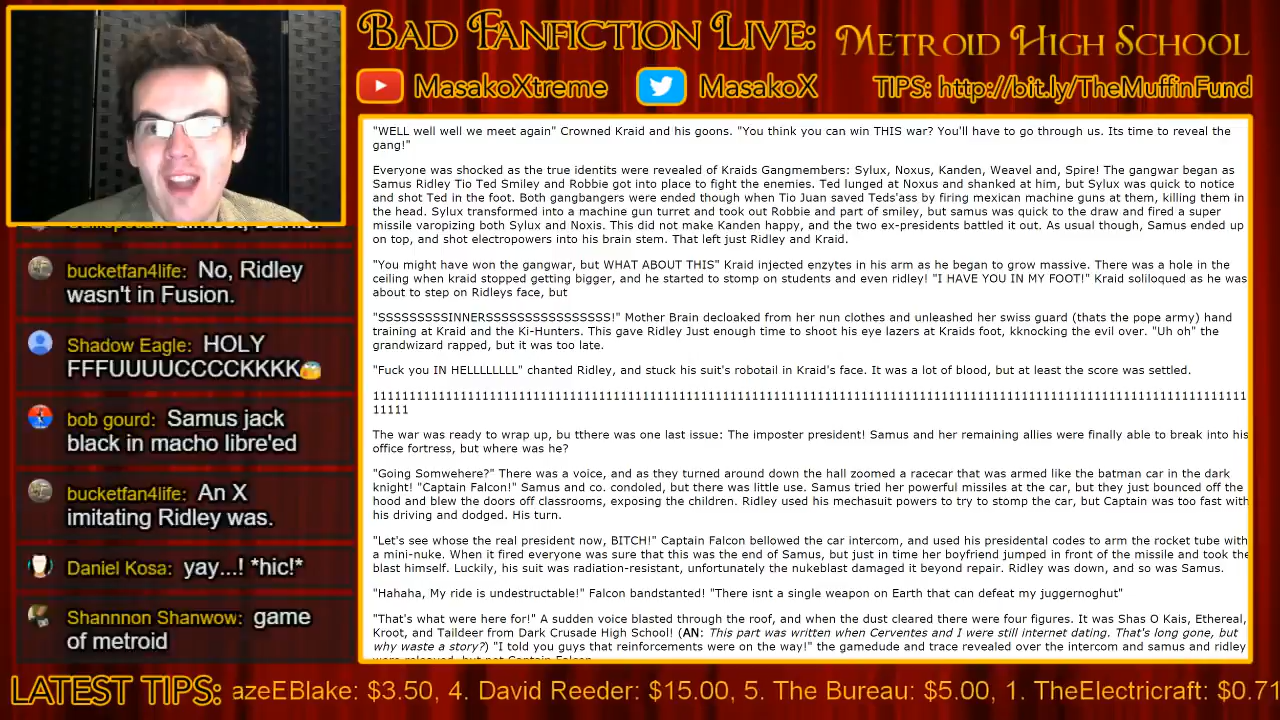 BAD FANFICTION LIVE:
METROID HIGH SCHOOL
MasakoXtreme
MasakoX
TIPS: http://bit.ly/TheMuffinFund
bucketfan4life: No, Ridley
wasn't in Fusion.
Shadow Eagle: HOLY
FFFUUUUCCCCKKKK
bob gourd: Samus jack
black in macho libre'ed
bucketfan4life: An X
imitating Ridley was.
Daniel Kosa: yay...! *hic!*
Shannnon Shanwow: game
of metroid
"WELL well well we meet again" Crowned Kraid and his goons. "You think you can win THIS war? You'll have to go through us. Its time to reveal the
gang!"
Everyone was shocked as the true identits were revealed of Kraids Gangmembers: Sylux, Noxus, Kanden, Weavel and, Spire! The gangwar began as
Samus Ridley Tio Ted Smiley and Robbie got into place to fight the enemies. Ted lunged at Noxus and shanked at him, but Sylux was quick to notice
and shot Ted in the foot. Both gangbangers were ended though when Tio Juan saved Teds'ass by firing mexican machine guns at them, killing them in
the head. Sylux transformed into a machine gun turret and took out Robbie and part of smiley, but samus was quick to the draw and fired a super
missile varopizing both Sylux and Noxis. This did not make Kanden happy, and the two ex-presidents battled it out. As usual though, Samus ended up
on top, and shot electropowers into his brain stem. That left just Ridley and Kraid.
"You might have won the gangwar, but WHAT ABOUT THIS" Kraid injected enzytes in his arm as he began to grow massive. There was a hole in the
ceiling when kraid stopped getting bigger, and he started to stomp on students and even ridley! "I HAVE YOU IN MY FOOT!" Kraid soliloqued as he was
about to step on Ridleys face, but
"SSSSSSSSSINNERSSSSSSSSSSSSSSSSS!" Mother Brain decloaked from her nun clothes and unleashed her swiss guard (thats the pope army) hand
training at Kraid and the Ki-Hunters. This gave Ridley Just enough time to shoot his eye lazers at Kraids foot, kknocking the evil over. "Uh oh" the
grandwizard rapped, but it was too late.
"Fuck you IN HELLLLLLLL" chanted Ridley, and stuck his suit's robotail in Kraid's face. It was a lot of blood, but at least the score was settled.
The war was ready to wrap up, bu tthere was one last issue: The imposter president! Samus and her remaining allies were finally able to break into his
office fortress, but where was he?
"Going Somwehere?" There was a voice, and as they turned around down the hall zoomed a racecar that was armed like the batman car in the dark
knight! "Captain Falcon!" Samus and co. condoled, but there was little use. Samus tried her powerful missiles at the car, but they just bounced off the
hood and blew the doors off classrooms, exposing the children. Ridley used his mechasuit powers to try to stomp the car, but Captain was too fast with
his driving and dodged. His turn.
"Let's see whose the real president now, BITCH!" Captain Falcon bellowed the car intercom, and used his presidental codes to arm the rocket tube with
a mini-nuke. When it fired everyone was sure that this was the end of Samus, but just in time her boyfriend jumped in front of the missile and took the
blast himself. Luckily, his suit was radiation-resistant, unfortunately the nukeblast damaged it beyond repair. Ridley was down, and so was Samus.
"Hahaha, My ride is undestructable!" Falcon bandstanted! "There isnt a single weapon on Earth that can defeat my juggernoghut"
"That's what were here for!" A sudden voice blasted through the roof, and when the dust cleared there were four figures. It was Shas O Kais, Ethereal,
Kroot, and Taildeer from Dark Crusade High School! (AN: This part was written when Cerventes and I were still internet dating. That's long gone, but
why waste a story?) "I told you guys that reinforcements were on the way!" the gamedude and trace revealed over the intercom and samus and ridley
LATEST TIPS: azeEBlake: $3.50, 4. David Reeder: $15.00, 5. The Bureau: $5.00, 1. TheElectricraft: $0.71